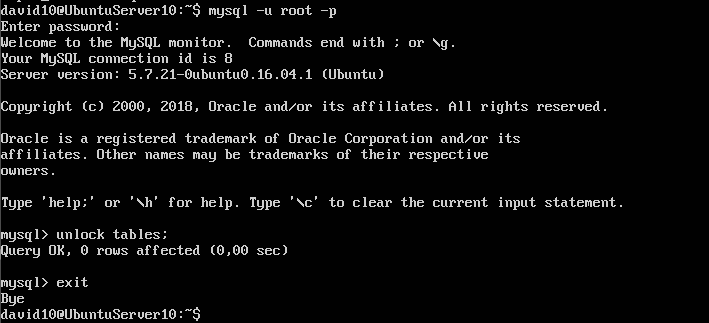 david10@UbuntuServer10:~$ mysql -u root -p
Enter password:
Welcome to the MySQL monitor.  Commands end with ; or \g.
Your MySQL connection id is 8
Server version: 5.7.21-0ubuntu0.16.04.1 (Ubuntu)
Copyright (c) 2000, 2018, Oracle and/or its affiliates. All rights reserved.
Oracle is a registered trademark of Oracle Corporation and/or its
affiliates. Other names may be trademarks of their respective
owners.
Type 'help;' or '\h' for help. Type '\c' to clear the current input statement.
mysql> unlock tables;
Query OK, 0 rows affected (0,00 sec)
mysql> exit
Bye
david10@UbuntuServer10:~$